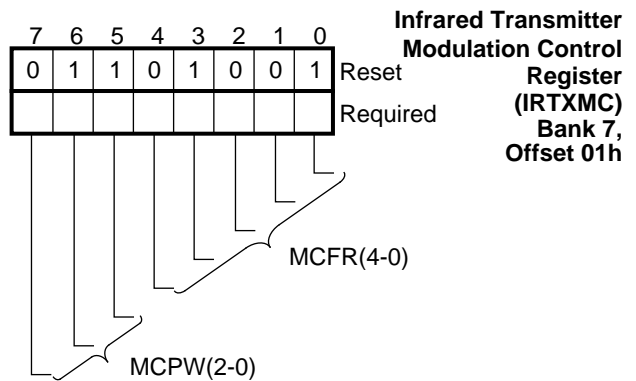 Infrared Transmitter
Modulation Control
Register
(IRTXMC)
Bank 7,
Offset 01h
7 6 5 4 3 2 1 0
0 1 1 0 1 0 0 1 Reset
Required
MCFR(4-0)
MCPW(2-0)